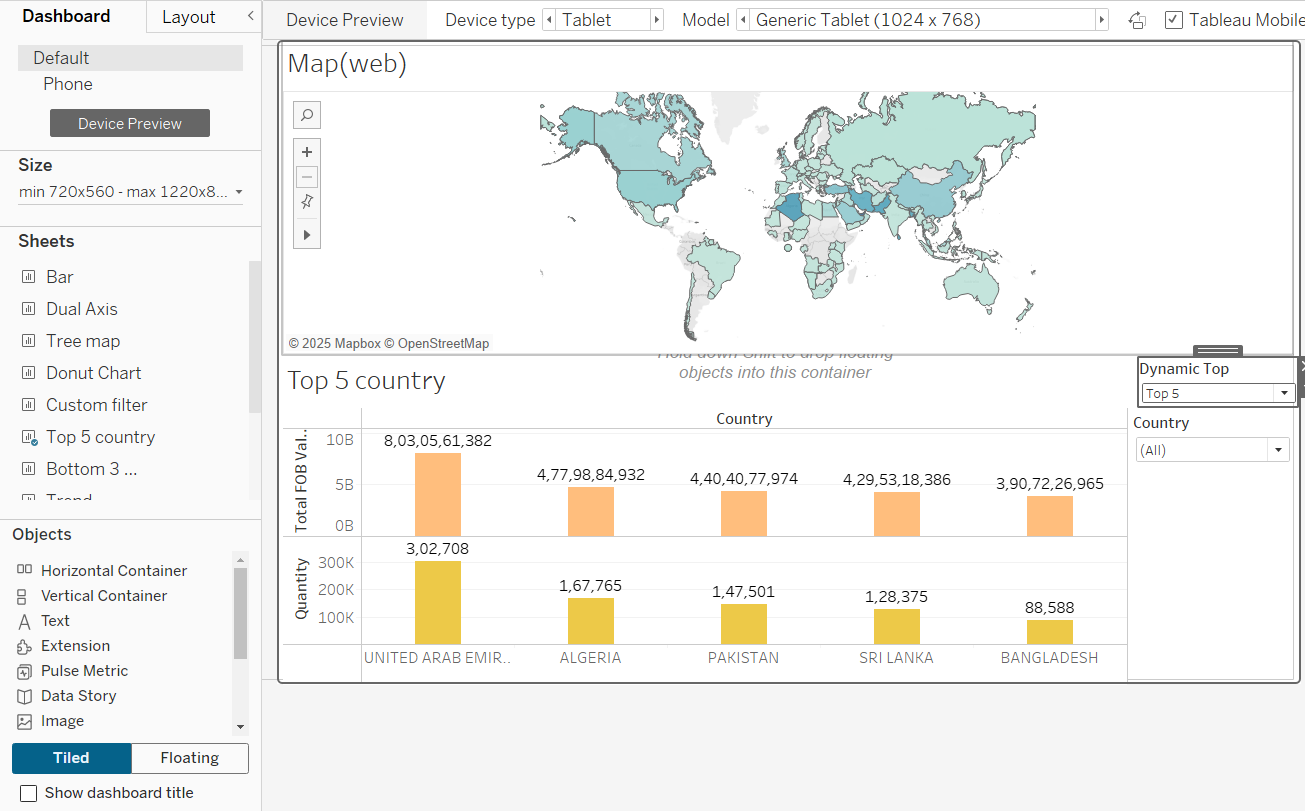 Dashboard
Layout
Device Preview
Device type
Tablet
Model
Generic Tablet (1024 x 768)
Tableau Mobile
Default
Phone
Device Preview
Size
min 720x560 - max 1220x8...
Sheets
Bar
Dual Axis
Tree map
Donut Chart
Custom filter
Top 5 country
Bottom 3 ...
Trend
Objects
Horizontal Container
Vertical Container
Text
Extension
Pulse Metric
Data Story
Image
Tiled
Floating
Show dashboard title
Map(web)
© 2025 Mapbox © OpenStreetMap
Hold down Shift to drop floating
objects into this container
Top 5 country
Dynamic Top
Top 5
Country
(All)
Country
Total FOB Val..
10B
5B
0B
8,03,05,61,382
4,77,98,84,932
4,40,40,77,974
4,29,53,18,386
3,90,72,26,965
Quantity
300K
200K
100K
3,02,708
1,67,765
1,47,501
1,28,375
88,588
UNITED ARAB EMIR..
ALGERIA
PAKISTAN
SRI LANKA
BANGLADESH